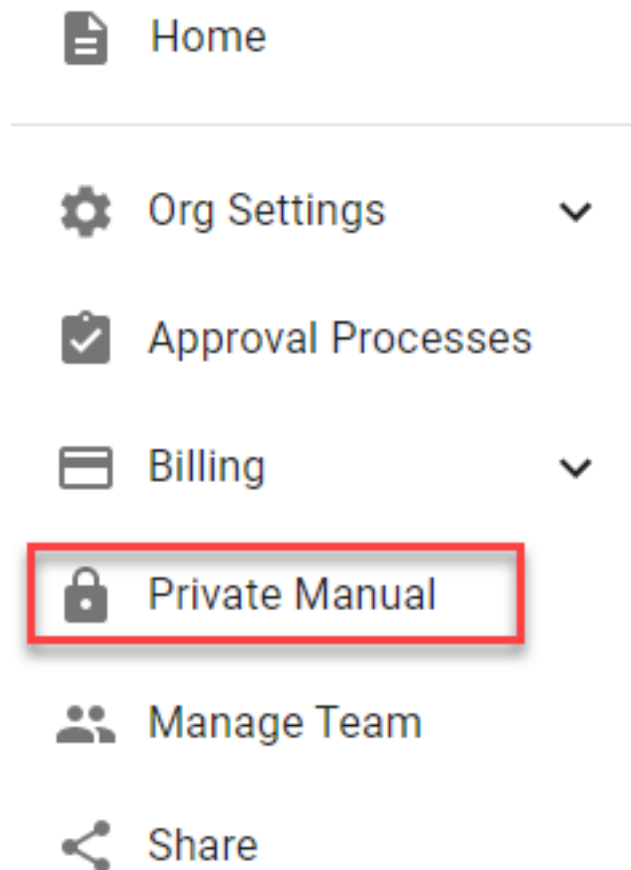 Home
Org Settings
Approval Processes
Billing
Private Manual
Manage Team
Share